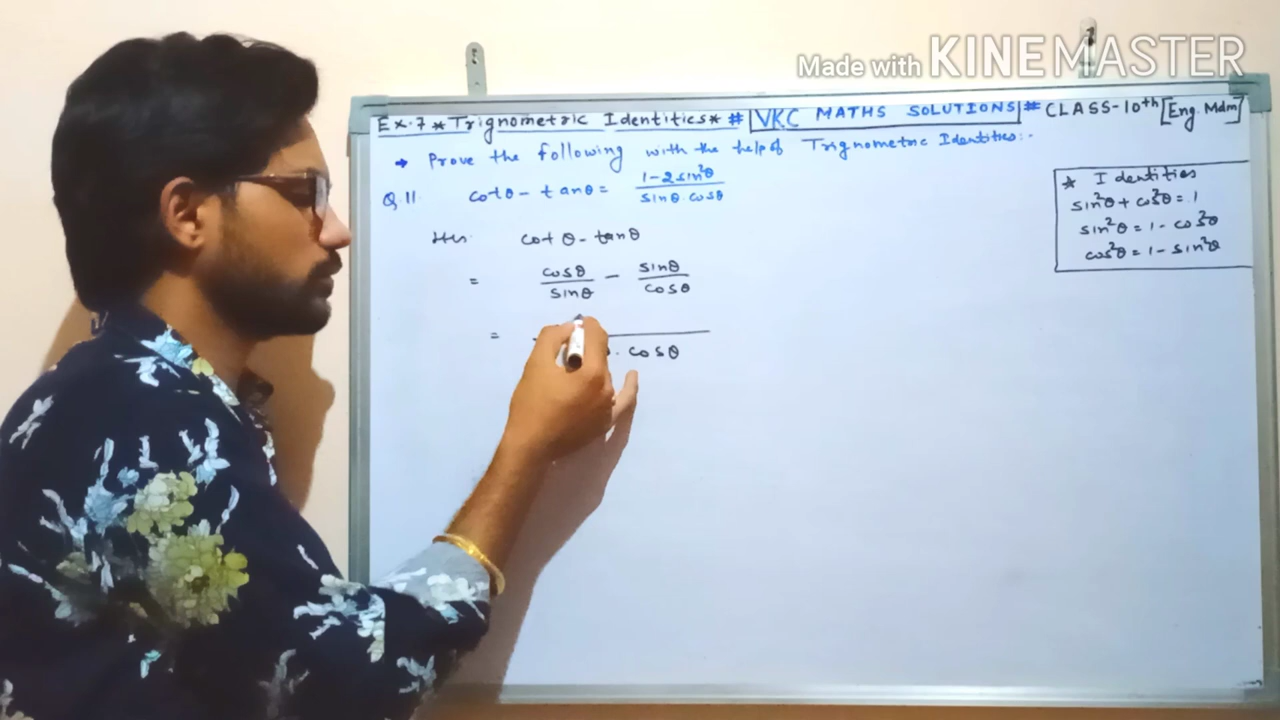 Made with KINEMASTER
Ex.7 * Trignometric Identities * # VKC MATHS SOLUTIONS # CLASS-10th [Eng. Mdm]
→ Prove the following with the help of Trignometric Identities:-
Q.11. cotθ - tanθ = (1-2sin²θ)/(sinθ.cosθ)
cotθ - tanθ
= cosθ/sinθ - sinθ/cosθ
= . cosθ
* Identities
sin²θ + cos²θ = 1
sin²θ = 1 - cos²θ
cos²θ = 1 - sin²θ